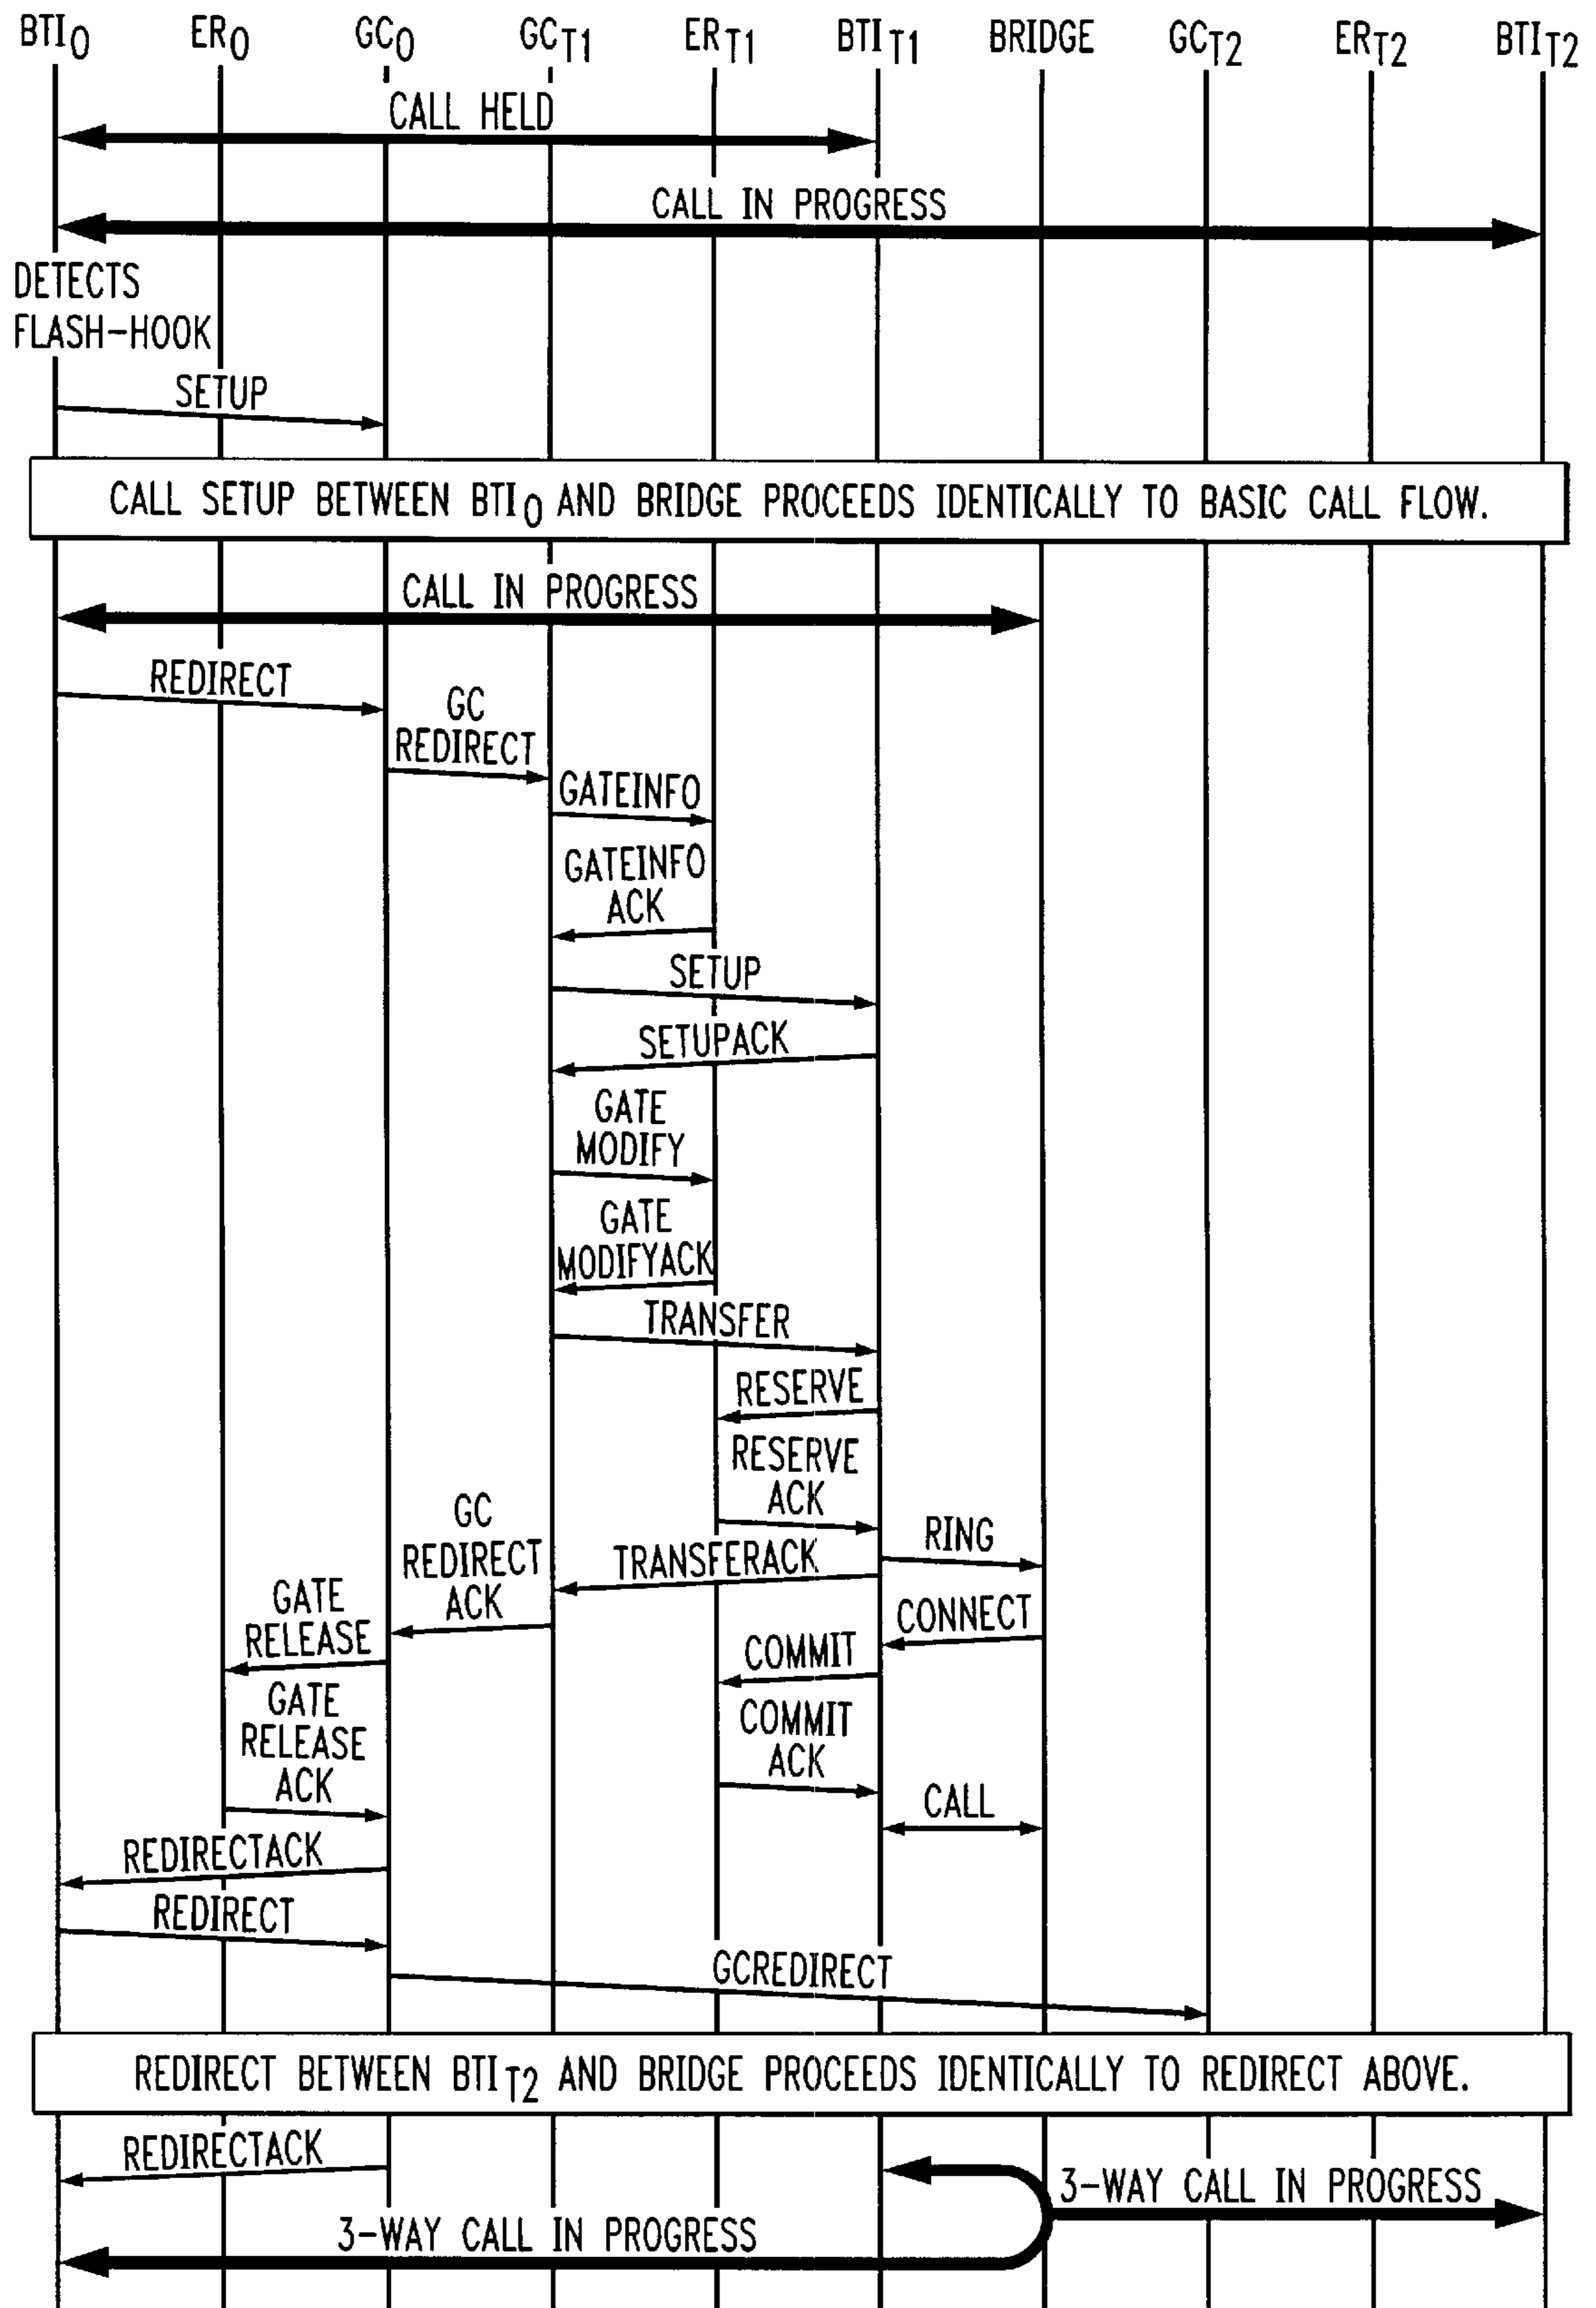 BTI0 ER0 GC0 GCT1 ERT1 BTIT1 BRIDGE GCT2 ERT2 BTIT2
CALL HELD
CALL IN PROGRESS
DETECTS
FLASH-HOOK
SETUP
CALL SETUP BETWEEN BTI0 AND BRIDGE PROCEEDS IDENTICALLY TO BASIC CALL FLOW.
CALL IN PROGRESS
REDIRECT
GC
REDIRECT
GATEINFO
GATEINFO
ACK
SETUP
SETUPACK
GATE
MODIFY
GATE
MODIFYACK
TRANSFER
RESERVE
RESERVE
ACK
RING
TRANSFERACK
GC
REDIRECT
ACK
CONNECT
GATE
RELEASE
COMMIT
GATE
RELEASE
ACK
COMMIT
ACK
CALL
REDIRECTACK
REDIRECT
GCREDIRECT
REDIRECT BETWEEN BTIT2 AND BRIDGE PROCEEDS IDENTICALLY TO REDIRECT ABOVE.
REDIRECTACK
3-WAY CALL IN PROGRESS
3-WAY CALL IN PROGRESS